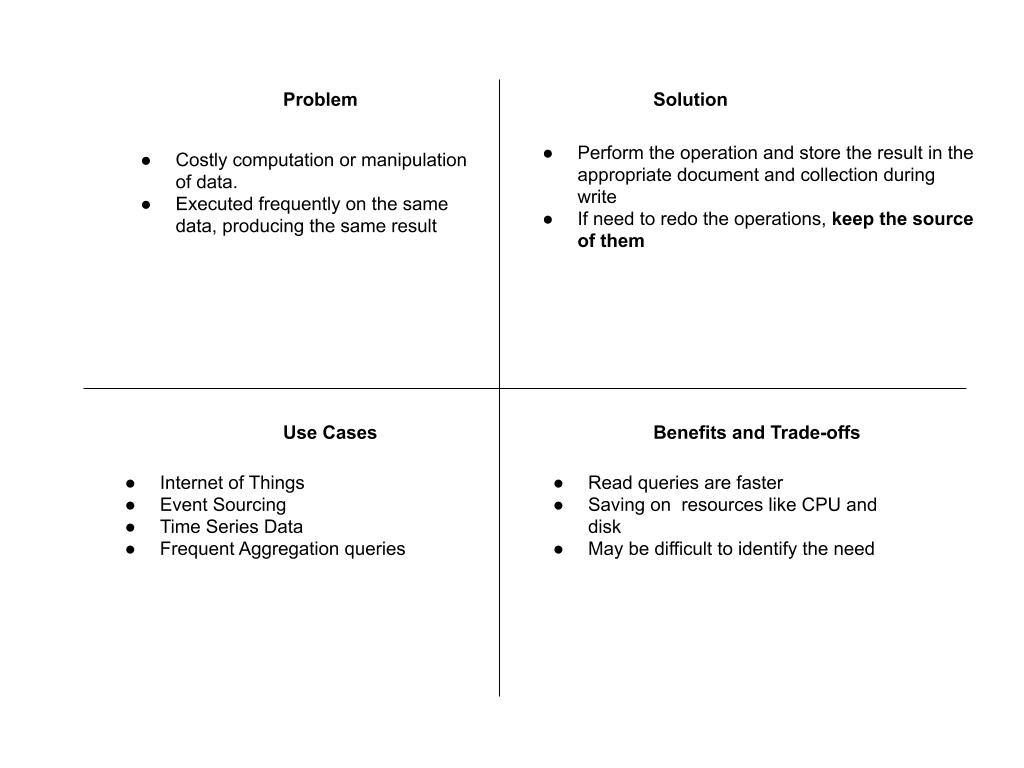 Problem
● Costly computation or manipulation
of data.
● Executed frequently on the same
data, producing the same result
Solution
● Perform the operation and store the result in the
appropriate document and collection during
write
● If need to redo the operations, keep the source
of them
Use Cases
● Internet of Things
● Event Sourcing
● Time Series Data
● Frequent Aggregation queries
Benefits and Trade-offs
● Read queries are faster
● Saving on  resources like CPU and
disk
● May be difficult to identify the need